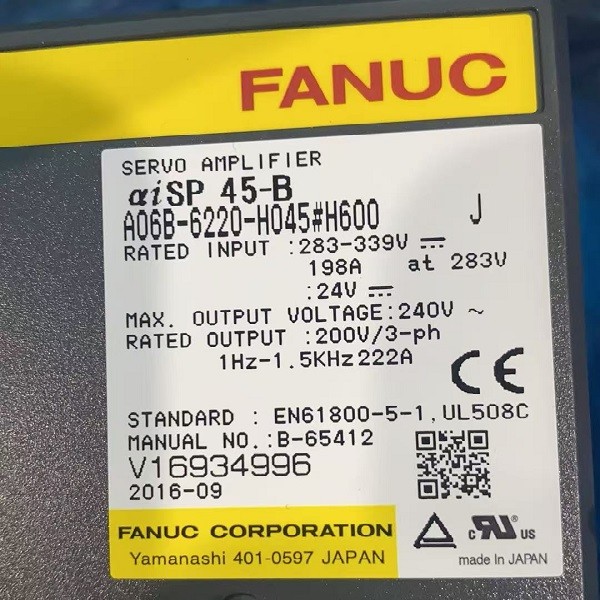 FANUC
SERVO AMPLIFIER
αiSP 45-B
A06B-6220-H045#H600 J
RATED INPUT :283-339V ⎓
198A at 283V
:24V ⎓
MAX. OUTPUT VOLTAGE:240V ~
RATED OUTPUT :200V/3-ph
1Hz-1.5KHz 222A
CE
STANDARD : EN61800-5-1,UL508C
MANUAL NO.:B-65412
V16934996
2016-09
FANUC CORPORATION
Yamanashi 401-0597 JAPAN
c RU ® US
made in JAPAN